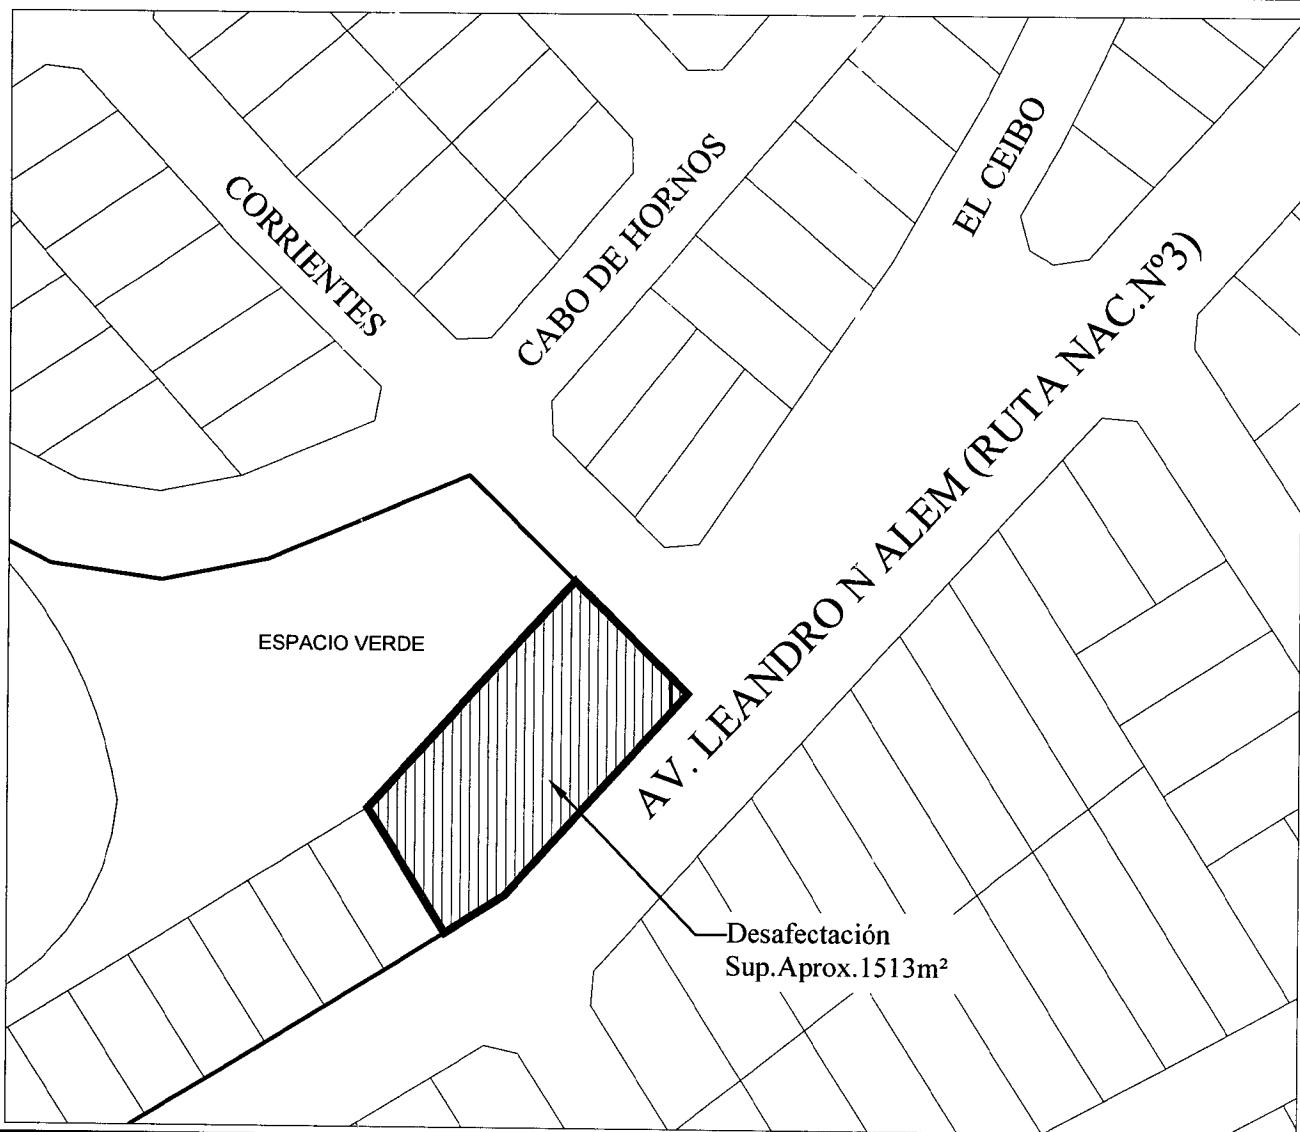 CORRIENTES
CABO DE HORNOS
EL CEIBO
AV. LEANDRO N ALEM (RUTA NAC.Nº3)
ESPACIO VERDE
Desafectación
Sup.Aprox.1513m²